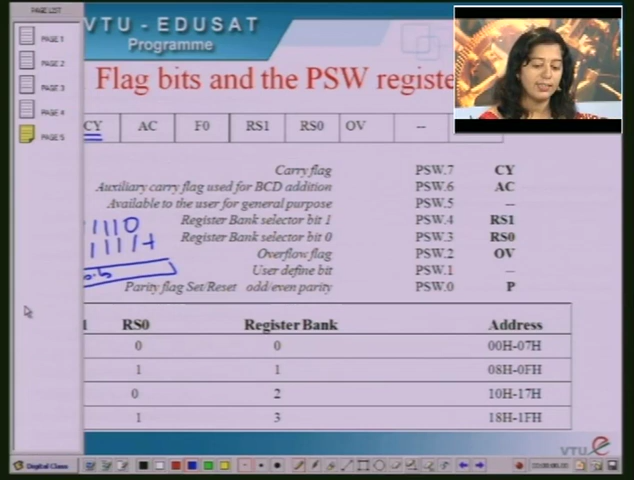 PAGE LIST
VTU - EDUSAT
Programme
PAGE 1
PAGE 2
PAGE 3
PAGE 4
PAGE 5
Flag bits and the PSW registe
CY AC F0 RS1 RS0 OV --
Carry flag PSW.7 CY
Auxiliary carry flag used for BCD addition PSW.6 AC
Available to the user for general purpose PSW.5 --
Register Bank selector bit 1 PSW.4 RS1
Register Bank selector bit 0 PSW.3 RS0
Overflow flag PSW.2 OV
User define bit PSW.1 --
Parity flag Set/Reset odd/even parity PSW.0 P
1110
1111+
1 RS0 Register Bank Address
0 0 00H-07H
1 1 08H-0FH
0 2 10H-17H
1 3 18H-1FH
VTU e
Digital Class